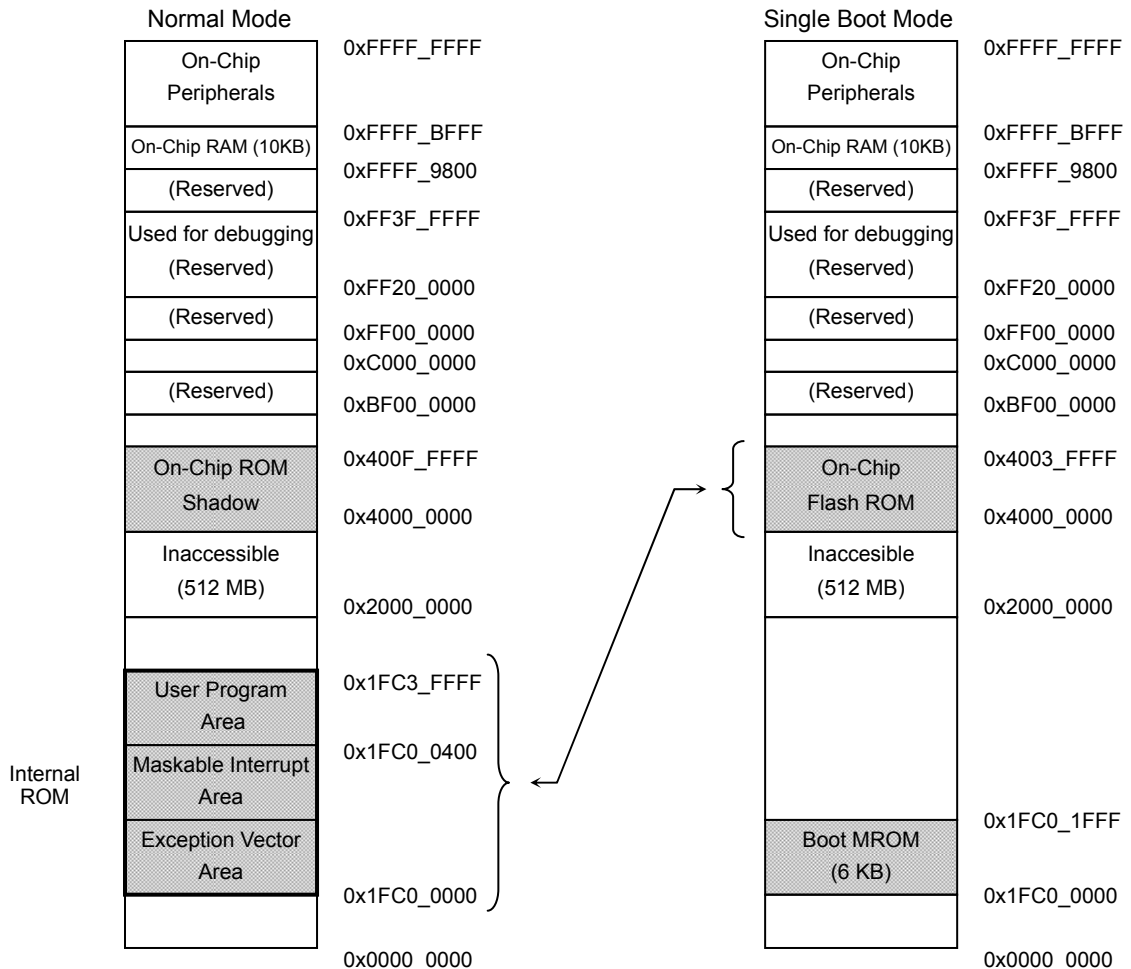 Normal Mode
On-Chip
Peripherals
On-Chip RAM (10KB)
(Reserved)
Used for debugging
(Reserved)
(Reserved)
(Reserved)
On-Chip ROM
Shadow
Inaccessible
(512 MB)
User Program
Area
Maskable Interrupt
Area
Exception Vector
Area
Internal
ROM
0xFFFF_FFFF
0xFFFF_BFFF
0xFFFF_9800
0xFF3F_FFFF
0xFF20_0000
0xFF00_0000
0xC000_0000
0xBF00_0000
0x400F_FFFF
0x4000_0000
0x2000_0000
0x1FC3_FFFF
0x1FC0_0400
0x1FC0_0000
0x0000_0000
Single Boot Mode
On-Chip
Peripherals
On-Chip RAM (10KB)
(Reserved)
Used for debugging
(Reserved)
(Reserved)
(Reserved)
On-Chip
Flash ROM
Inaccesible
(512 MB)
Boot MROM
(6 KB)
0xFFFF_FFFF
0xFFFF_BFFF
0xFFFF_9800
0xFF3F_FFFF
0xFF20_0000
0xFF00_0000
0xC000_0000
0xBF00_0000
0x4003_FFFF
0x4000_0000
0x2000_0000
0x1FC0_1FFF
0x1FC0_0000
0x0000_0000